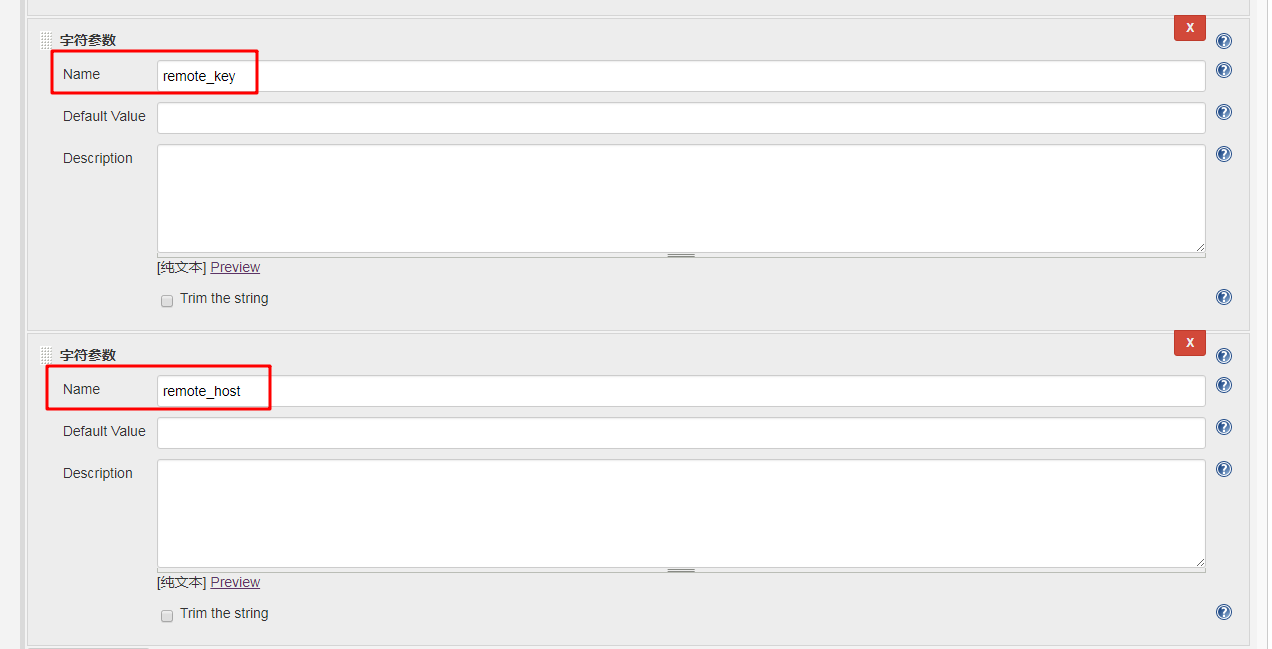 字符参数
X
Name remote_key
Default Value
Description
[纯文本] Preview
Trim the string
字符参数
X
Name remote_host
Default Value
Description
[纯文本] Preview
Trim the string